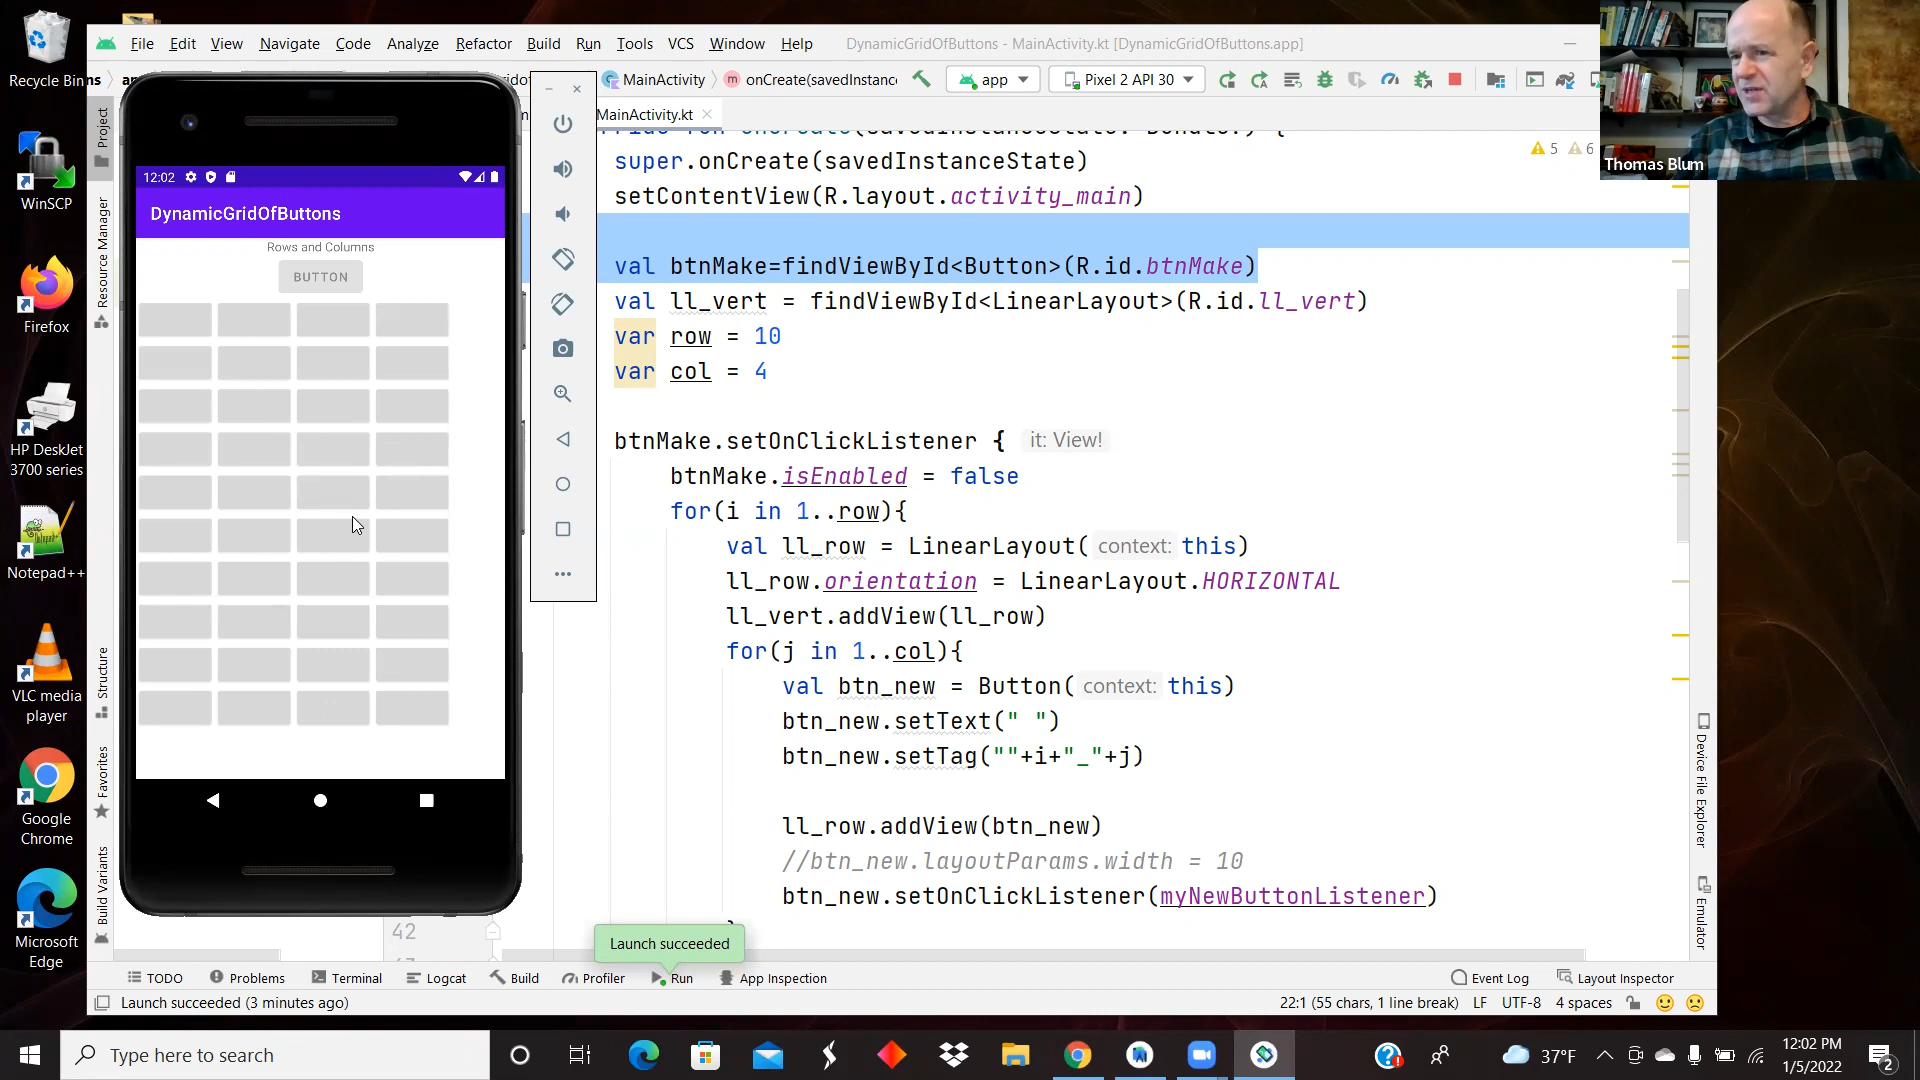 Recycle Bin
WinSCP
Firefox
HP DeskJet
3700 series
Notepad++
VLC media
player
Google
Chrome
Microsoft
Edge
File Edit View Navigate Code Analyze Refactor Build Run Tools VCS Window Help DynamicGridOfButtons - MainActivity.kt [DynamicGridOfButtons.app]
MainActivity onCreate(savedInstanc app Pixel 2 API 30
MainActivity.kt
Project
Resource Manager
Structure
Favorites
Build Variants
12:02
DynamicGridOfButtons
Rows and Columns
BUTTON
super.onCreate(savedInstanceState)
setContentView(R.layout.activity_main)
val btnMake=findViewById<Button>(R.id.btnMake)
val ll_vert = findViewById<LinearLayout>(R.id.ll_vert)
var row = 10
var col = 4
btnMake.setOnClickListener { it: View!
btnMake.isEnabled = false
for(i in 1..row){
val ll_row = LinearLayout( context: this)
ll_row.orientation = LinearLayout.HORIZONTAL
ll_vert.addView(ll_row)
for(j in 1..col){
val btn_new = Button( context: this)
btn_new.setText(" ")
btn_new.setTag(""+i+"_"+j)
ll_row.addView(btn_new)
//btn_new.layoutParams.width = 10
btn_new.setOnClickListener(myNewButtonListener)
42
5 6
Thomas Blum
Device File Explorer
Emulator
Launch succeeded
TODO Problems Terminal Logcat Build Profiler Run App Inspection Event Log Layout Inspector
Launch succeeded (3 minutes ago) 22:1 (55 chars, 1 line break) LF UTF-8 4 spaces
Type here to search
37°F
12:02 PM
1/5/2022
2